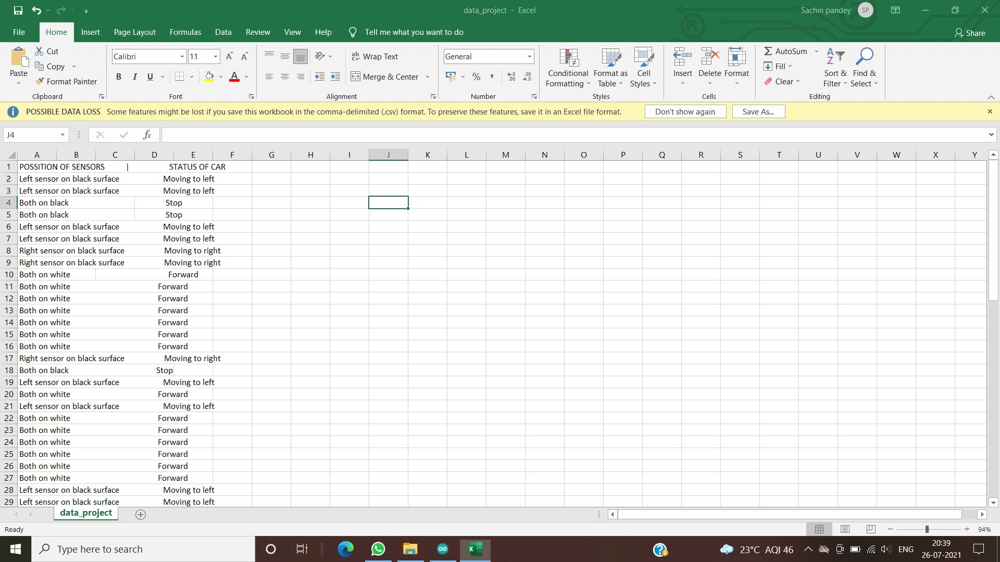 data_project - Excel
Sachin pandey SP
File Home Insert Page Layout Formulas Data Review View Help Tell me what you want to do Share
Paste
Cut
Copy
Format Painter
Clipboard
Calibri 11
B I U
Font
Wrap Text
Merge & Center
Alignment
General
Number
Conditional Formatting
Format as Table
Cell Styles
Styles
Insert Delete Format
Cells
AutoSum
Fill
Clear
Sort & Filter
Find & Select
Editing
POSSIBLE DATA LOSS Some features might be lost if you save this workbook in the comma-delimited (.csv) format. To preserve these features, save it in an Excel file format. Don't show again Save As...
J4 fx
A B C D E F G H I J K L M N O P Q R S T U V W X Y
1 POSSITION OF SENSORS | STATUS OF CAR
2 Left sensor on black surface Moving to left
3 Left sensor on black surface Moving to left
4 Both on black Stop
5 Both on black Stop
6 Left sensor on black surface Moving to left
7 Left sensor on black surface Moving to left
8 Right sensor on black surface Moving to right
9 Right sensor on black surface Moving to right
10 Both on white Forward
11 Both on white Forward
12 Both on white Forward
13 Both on white Forward
14 Both on white Forward
15 Both on white Forward
16 Both on white Forward
17 Right sensor on black surface Moving to right
18 Both on black Stop
19 Left sensor on black surface Moving to left
20 Both on white Forward
21 Left sensor on black surface Moving to left
22 Both on white Forward
23 Both on white Forward
24 Both on white Forward
25 Both on white Forward
26 Both on white Forward
27 Both on white Forward
28 Left sensor on black surface Moving to left
29 Left sensor on black surface Moving to left
data_project
Ready 94%
Type here to search
23°C AQI 46 ENG
20:39
26-07-2021